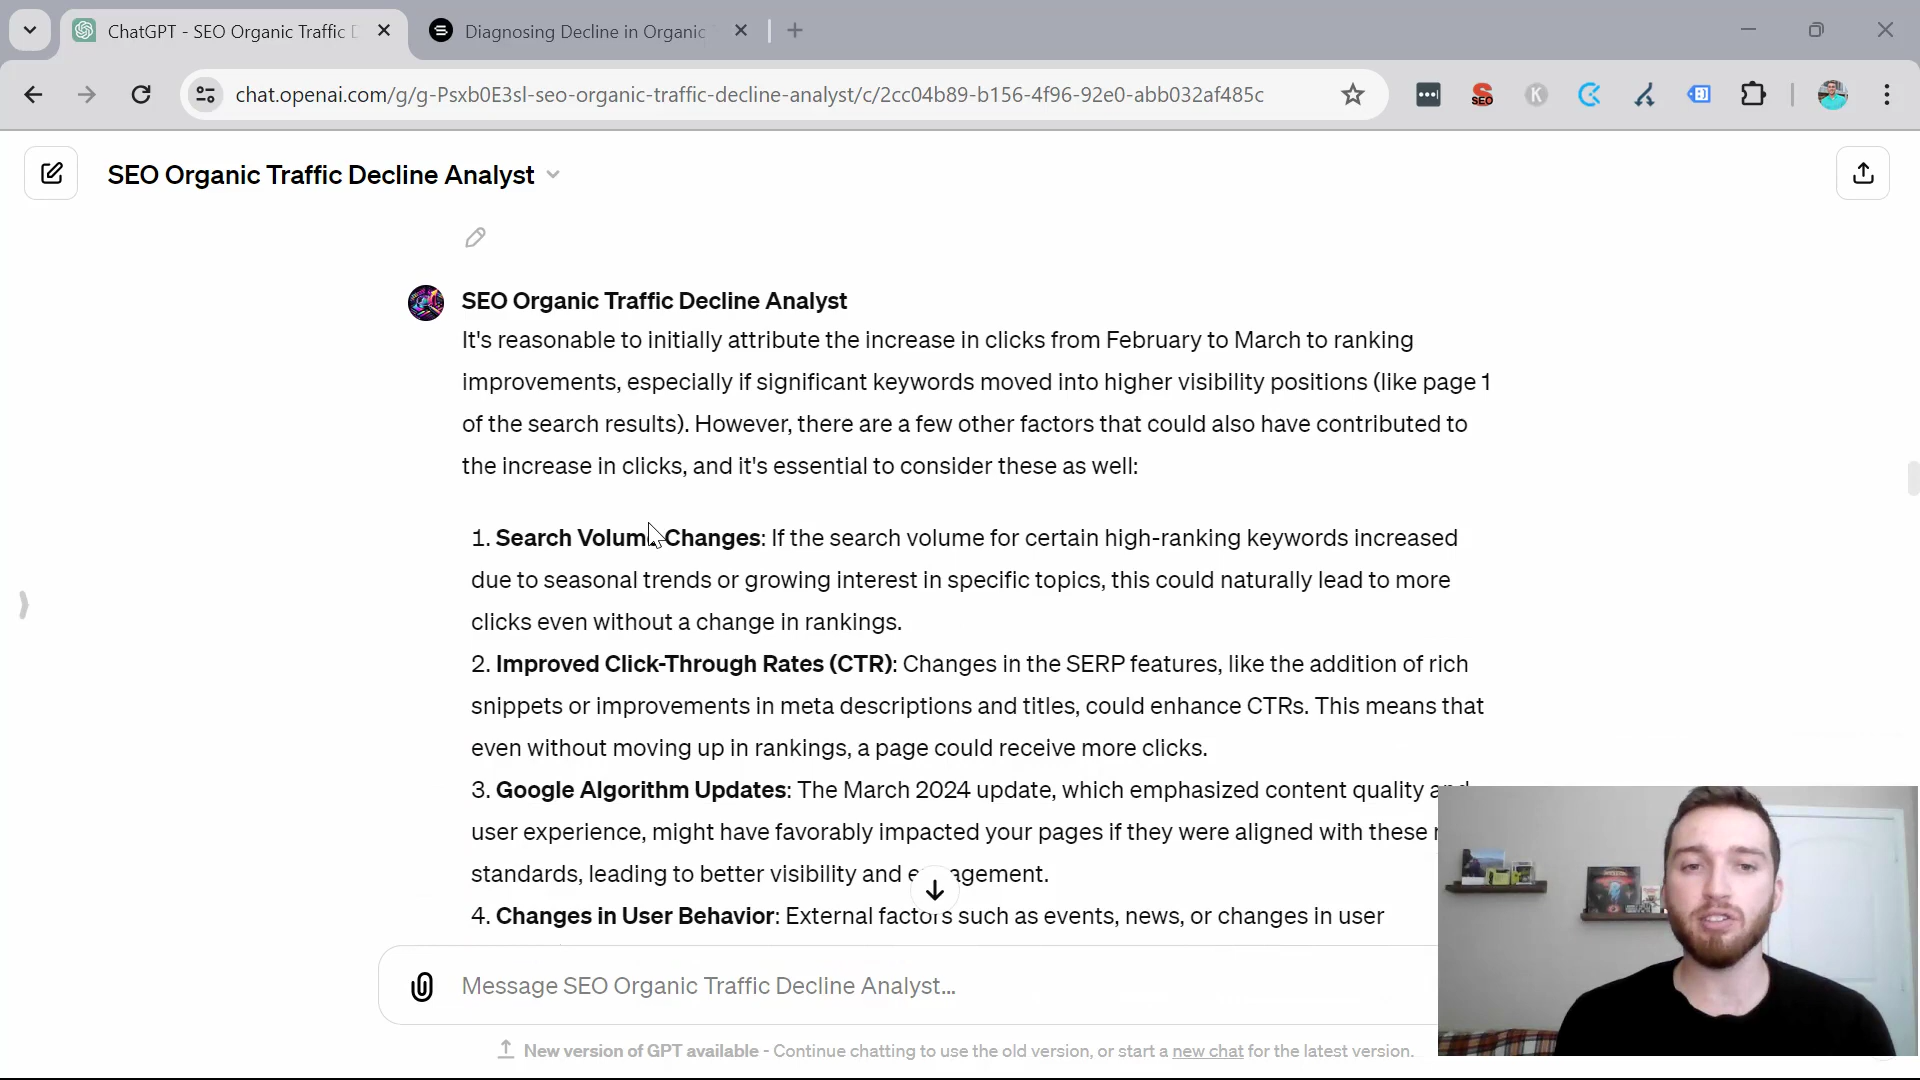 ChatGPT - SEO Organic Traffic D
Diagnosing Decline in Organic
chat.openai.com/g/g-Psxb0E3sl-seo-organic-traffic-decline-analyst/c/2cc04b89-b156-4f96-92e0-abb032af485c
SEO
K
SEO Organic Traffic Decline Analyst
SEO Organic Traffic Decline Analyst
It's reasonable to initially attribute the increase in clicks from February to March to ranking
improvements, especially if significant keywords moved into higher visibility positions (like page 1
of the search results). However, there are a few other factors that could also have contributed to
the increase in clicks, and it's essential to consider these as well:
1. Search Volume Changes: If the search volume for certain high-ranking keywords increased
due to seasonal trends or growing interest in specific topics, this could naturally lead to more
clicks even without a change in rankings.
2. Improved Click-Through Rates (CTR): Changes in the SERP features, like the addition of rich
snippets or improvements in meta descriptions and titles, could enhance CTRs. This means that
even without moving up in rankings, a page could receive more clicks.
3. Google Algorithm Updates: The March 2024 update, which emphasized content quality and
user experience, might have favorably impacted your pages if they were aligned with these
standards, leading to better visibility and engagement.
4. Changes in User Behavior: External factors such as events, news, or changes in user
Message SEO Organic Traffic Decline Analyst...
New version of GPT available - Continue chatting to use the old version, or start a new chat for the latest version.